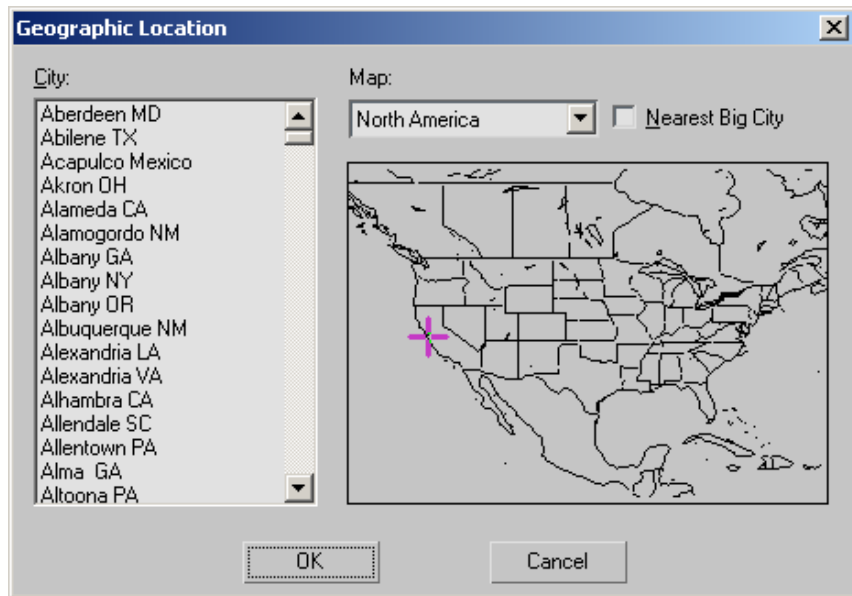 Geographic Location
City:
Map:
North America
Nearest Big City
Aberdeen MD
Abilene TX
Acapulco Mexico
Akron OH
Alameda CA
Alamogordo NM
Albany GA
Albany NY
Albany OR
Albuquerque NM
Alexandria LA
Alexandria VA
Alhambra CA
Allendale SC
Allentown PA
Alma  GA
Altoona PA
OK
Cancel